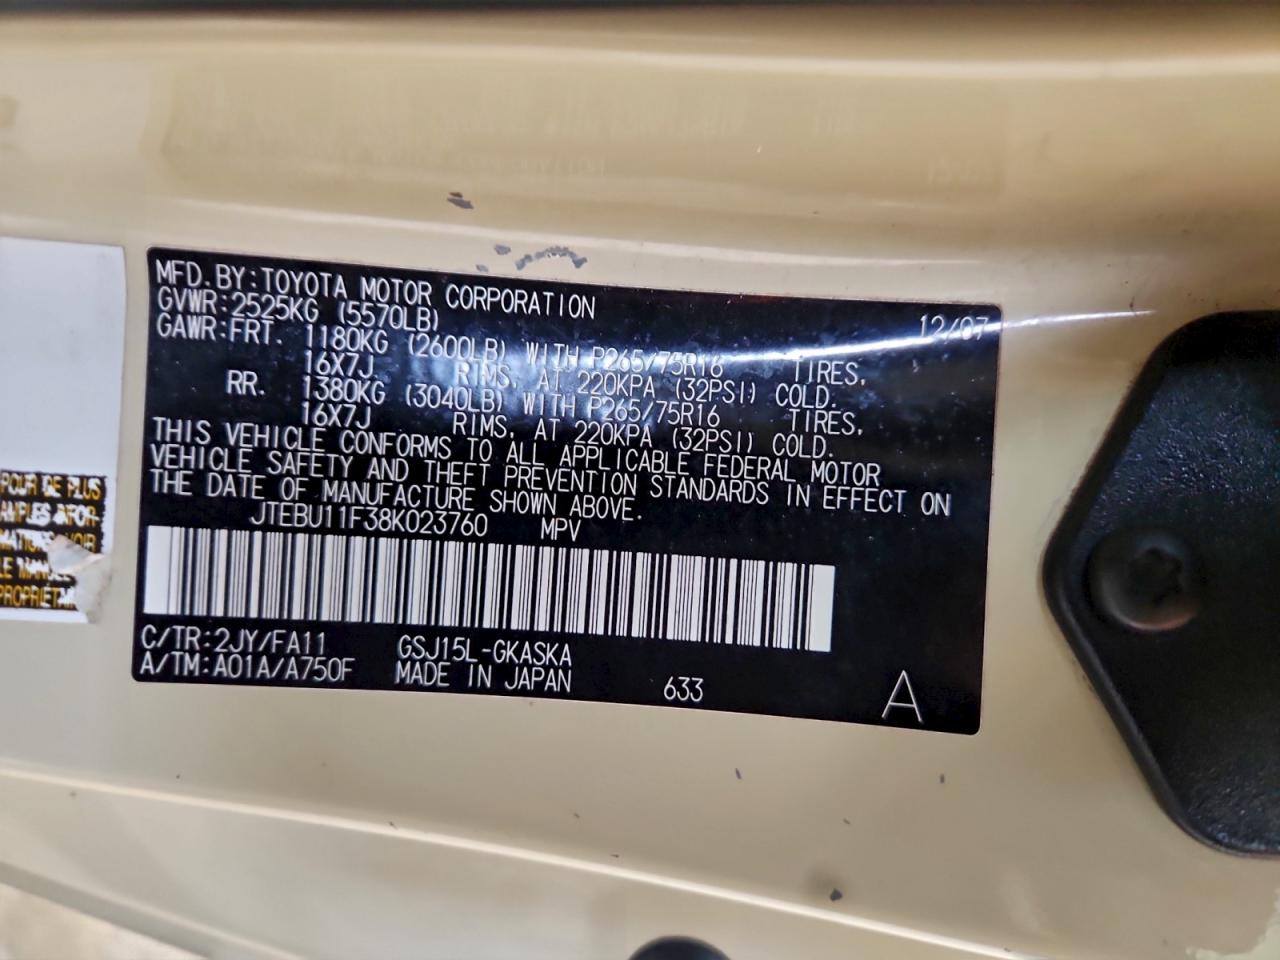 MFD.BY:TOYOTA MOTOR CORPORATION 12/07
GVWR:2525KG (5570LB)
GAWR:FRT. 1180KG (2600LB) WITH P265/75R16 TIRES,
16X7J RIMS, AT 220KPA (32PSI) COLD.
RR. 1380KG (3040LB) WITH P265/75R16 TIRES,
16X7J RIMS, AT 220KPA (32PSI) COLD.
THIS VEHICLE CONFORMS TO ALL APPLICABLE FEDERAL MOTOR
VEHICLE SAFETY AND THEFT PREVENTION STANDARDS IN EFFECT ON
THE DATE OF MANUFACTURE SHOWN ABOVE.
JTEBU11F38K023760 MPV
C/TR:2JY/FA11 GSJ15L-GKASKA
A/TM:A01A/A750F MADE IN JAPAN 633 A
POUR DE PLUS